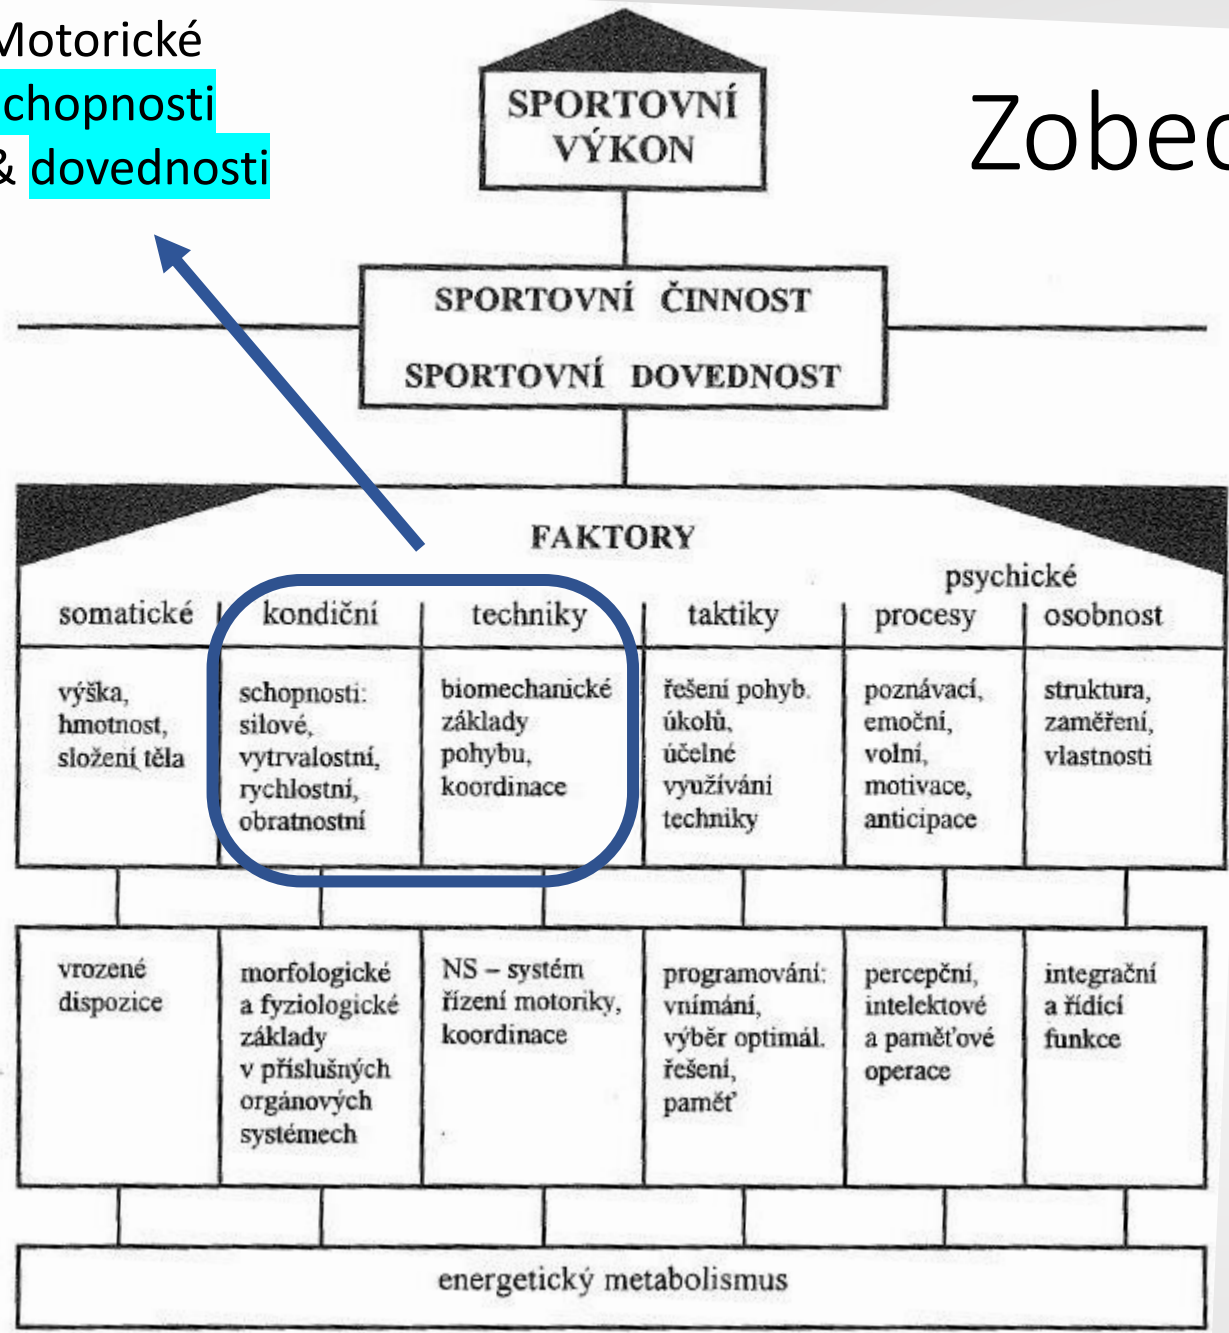 Motorické
schopnosti
& dovednosti
Zobec
SPORTOVNÍ
VÝKON
SPORTOVNÍ ČINNOST
SPORTOVNÍ DOVEDNOST
FAKTORY
psychické
somatické
kondiční
techniky
taktiky
procesy
osobnost
výška,
hmotnost,
složení těla
schopnosti:
silové,
vytrvalostní,
rychlostní,
obratnostní
biomechanické
základy
pohybu,
koordinace
řešení pohyb.
úkolů,
účelné
využívání
techniky
poznávací,
emoční,
volní,
motivace,
anticipace
struktura,
zaměření,
vlastnosti
vrozené
dispozice
morfologické
a fyziologické
základy
v příslušných
orgánových
systémech
NS – systém
řízení motoriky,
koordinace
programování:
vnímání,
výběr optimál.
řešení,
paměť
percepční,
intelektové
a paměťové
operace
integrační
a řídící
funkce
energetický metabolismus